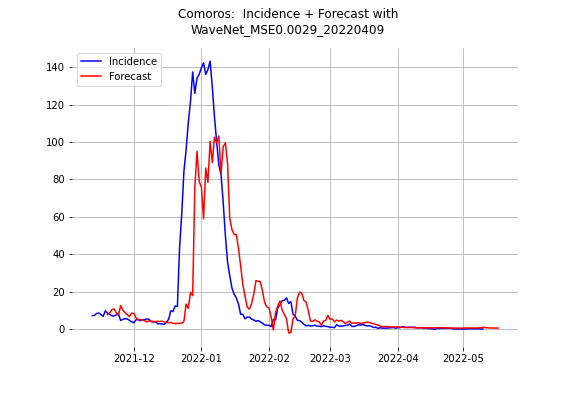 Comoros:  Incidence + Forecast with
WaveNet_MSE0.0029_20220409
Incidence
Forecast
140
120
100
80
60
40
20
0
2021-12 2022-01 2022-02 2022-03 2022-04 2022-05